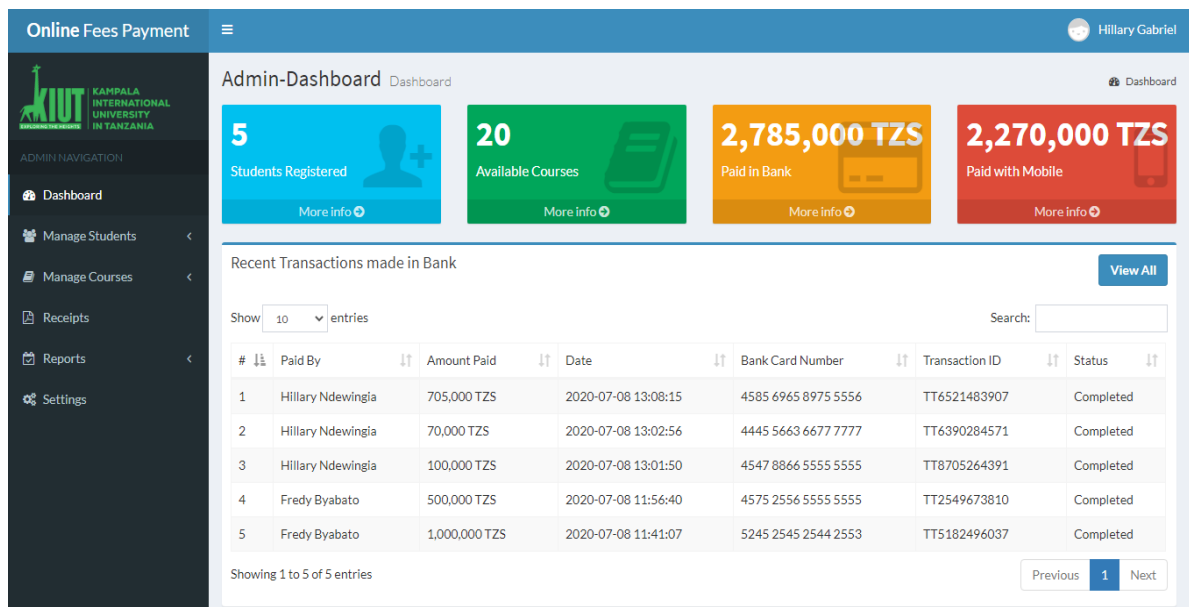 Online Fees Payment
Hillary Gabriel
KIUT
KAMPALA
INTERNATIONAL
UNIVERSITY
IN TANZANIA
EXPLORING THE HEIGHTS
ADMIN NAVIGATION
Dashboard
Manage Students
Manage Courses
Receipts
Reports
Settings
Admin-Dashboard Dashboard
Dashboard
5
Students Registered
More info
20
Available Courses
More info
2,785,000 TZS
Paid in Bank
More info
2,270,000 TZS
Paid with Mobile
More info
Recent Transactions made in Bank
View All
Show 10 entries
Search:
# Paid By Amount Paid Date Bank Card Number Transaction ID Status
1 Hillary Ndewingia 705,000 TZS 2020-07-08 13:08:15 4585 6965 8975 5556 TT6521483907 Completed
2 Hillary Ndewingia 70,000 TZS 2020-07-08 13:02:56 4445 5663 6677 7777 TT6390284571 Completed
3 Hillary Ndewingia 100,000 TZS 2020-07-08 13:01:50 4547 8866 5555 5555 TT8705264391 Completed
4 Fredy Byabato 500,000 TZS 2020-07-08 11:56:40 4575 2556 5555 5555 TT2549673810 Completed
5 Fredy Byabato 1,000,000 TZS 2020-07-08 11:41:07 5245 2545 2544 2553 TT5182496037 Completed
Showing 1 to 5 of 5 entries
Previous 1 Next